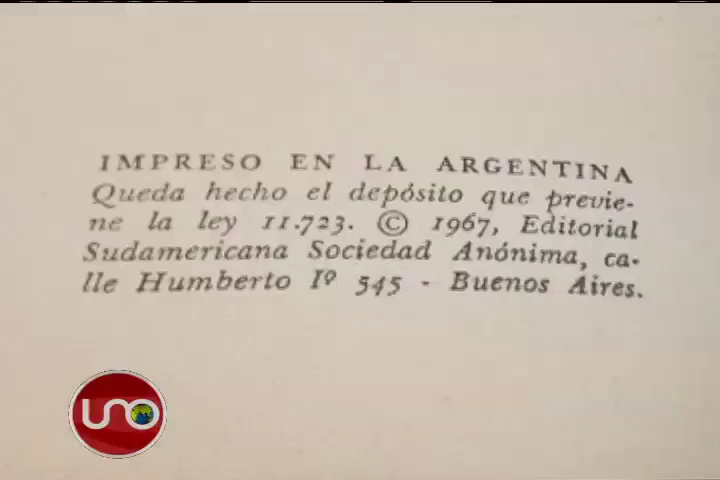 IMPRESO EN LA ARGENTINA
Queda hecho el depósito que previe-
ne la ley 11.723. © 1967, Editorial
Sudamericana Sociedad Anónima, ca-
lle Humberto Iº 545 - Buenos Aires.
UNO